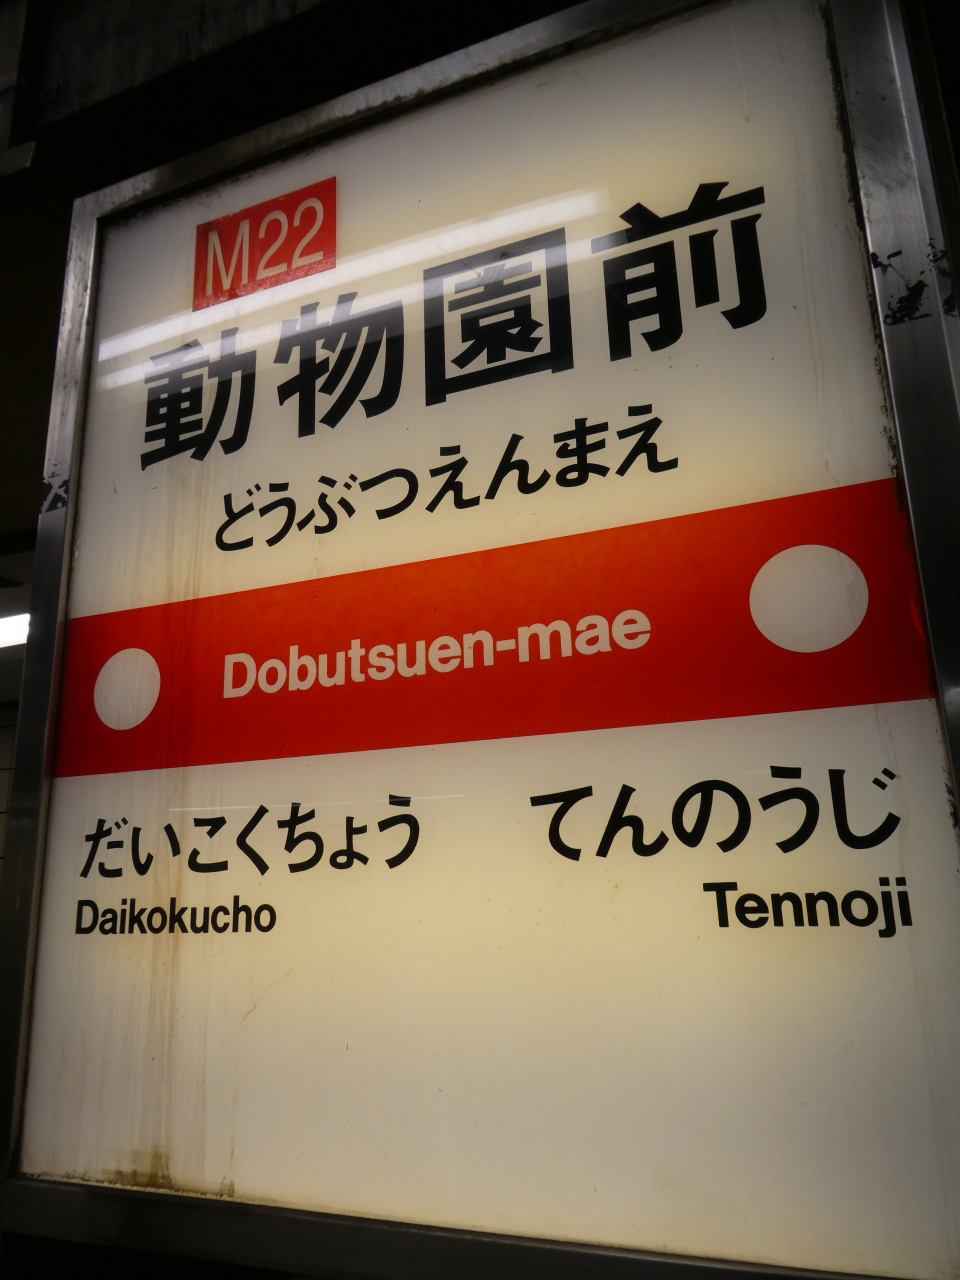 M22
動物園前
どうぶつえんまえ
Dobutsuen-mae
だいこくちょう てんのうじ
Daikokucho Tennoji